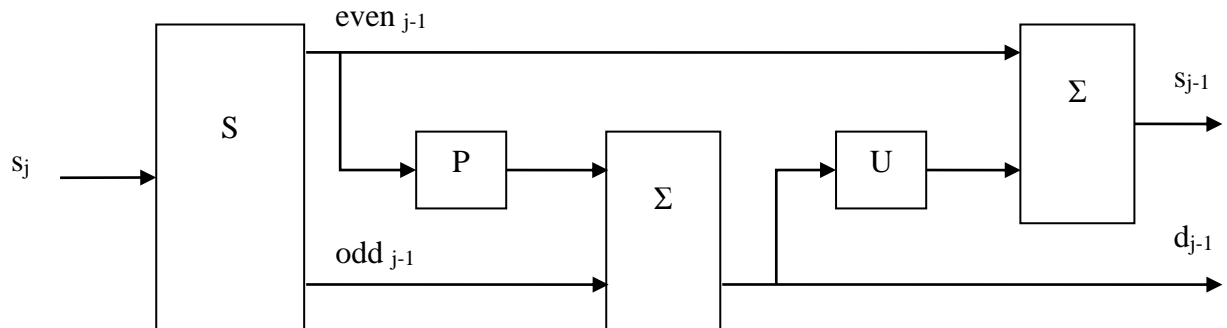 even j-1
S
Σ
sj-1
P
U
sj
Σ
odd j-1
dj-1